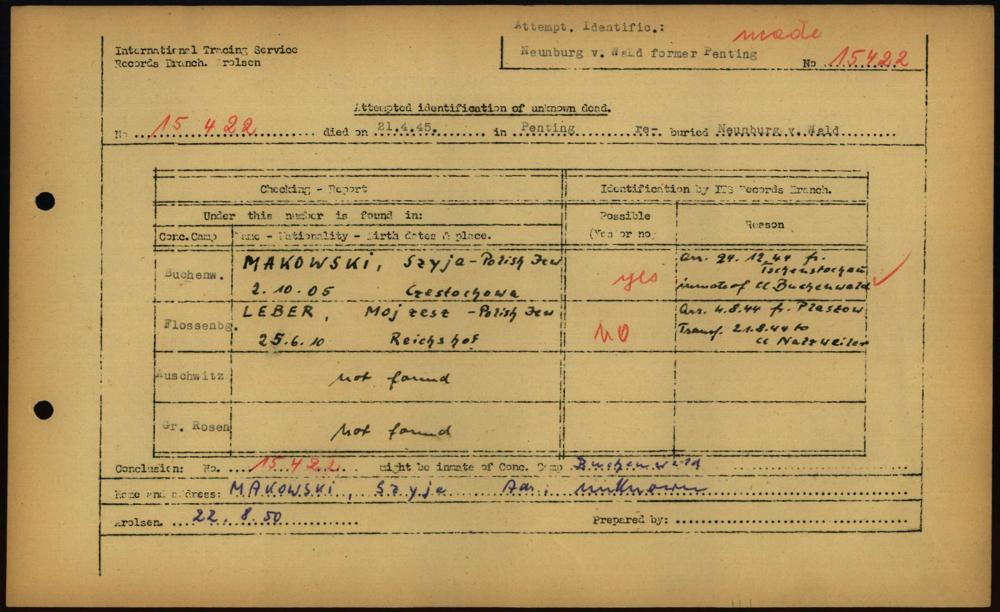 Attempt. Identific.: made
International Tracing Service
Neunburg v. Wald former Penting
Records Branch. Arolsen
No 15422
Attempted identification of unknown dead.
No 15 422 died on 21.4.45. in Penting re- buried Neunburg v. Wald
Checking - Report
Identification by ITS Records Branch.
Under this number is found in:
Possible
(Yes or no)
Reason
Conc.Camp
Name - Nationality - Birth dates & place.
Buchenw.
MAKOWSKI, Szyja - Polish Jew
2.10.05 Czestochowa
yes
Arr. 24.12.44 fr.
Tschenstochau
inmate of CC Buchenwald
Flossenbg.
LEBER, Mojzesz - Polish Jew
25.6.10 Reichshof
no
Arr. 4.8.44 fr. Plaszow
Transf. 21.8.44 to
CC Natzweiler
Auschwitz not found
Gr. Rosen not found
Conclusion: No. 15422 might be inmate of Conc. Camp Buchenwald
Name and address: MAKOWSKI, Szyja Adr.: unknown
Arolsen. 22.8.50 Prepared by: